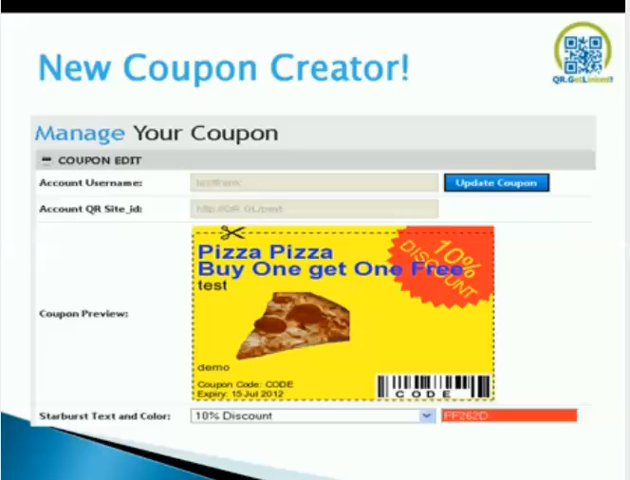 New Coupon Creator!
QR.GetLinked!
Manage Your Coupon
COUPON EDIT
Account Username:
Update Coupon
Account QR Site_id:
Coupon Preview:
Pizza Pizza
Buy One get One Free
10%
DISCOUNT
test
demo
Coupon Code: CODE
Expiry: 15 Jul 2012
CODE
Starburst Text and Color:
10% Discount
FF262D